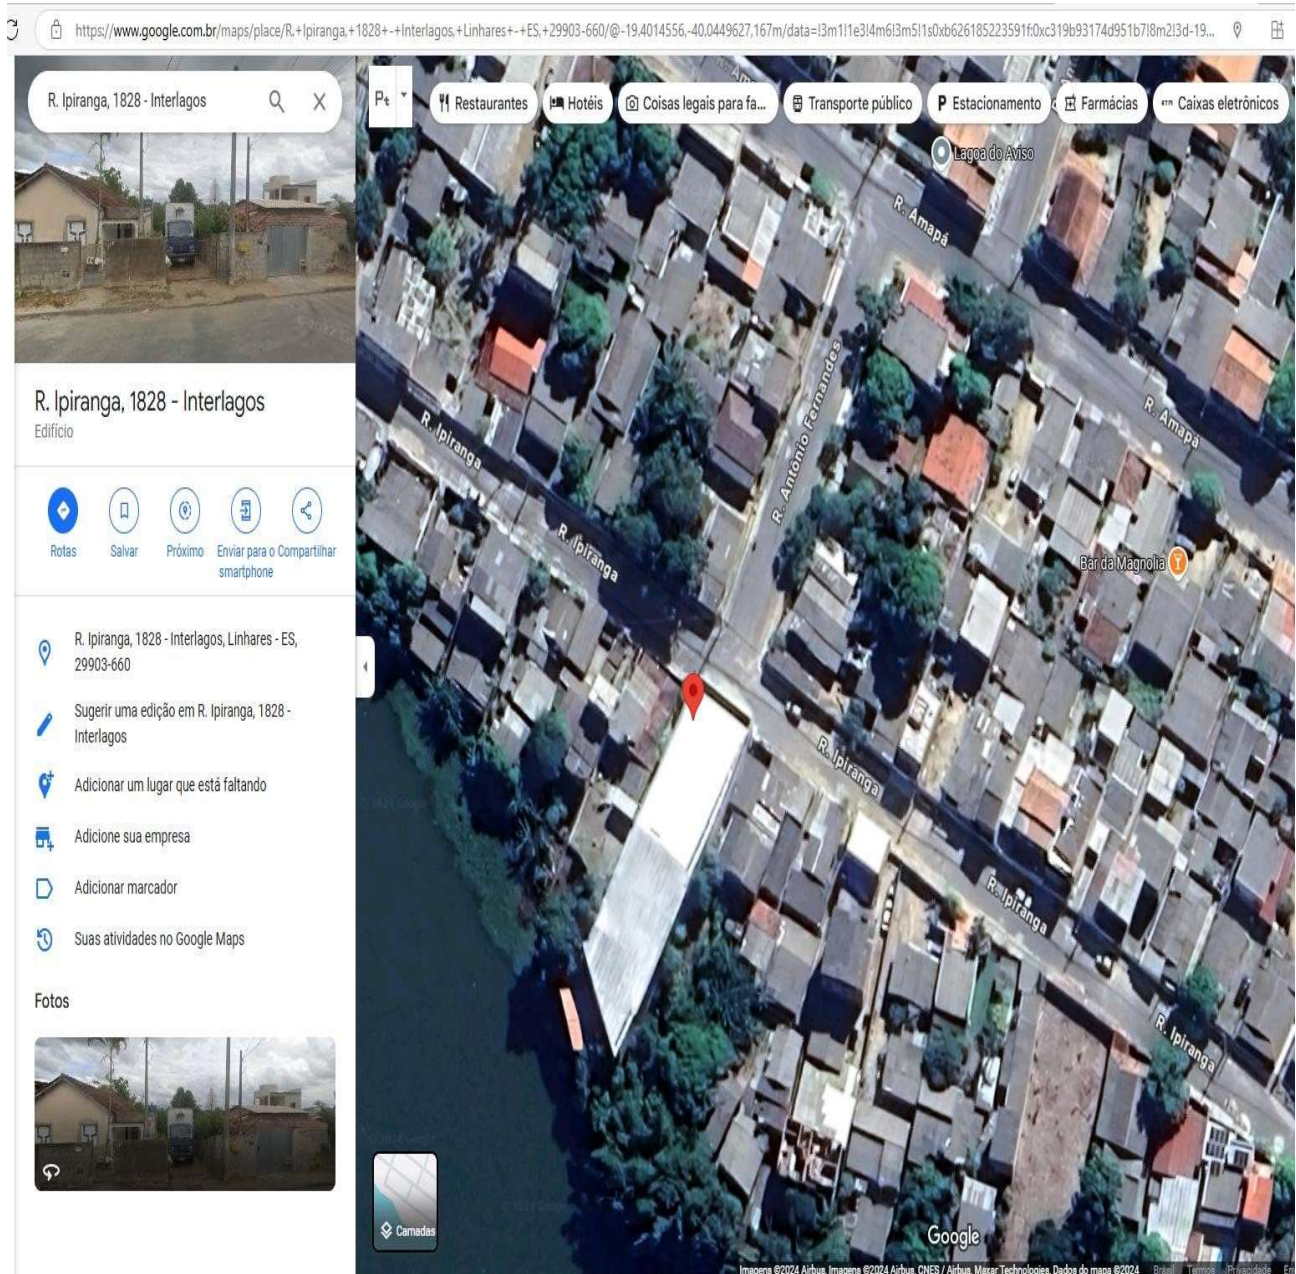 https://www.google.com.br/maps/place/R.+Ipiranga,+1828+-+Interlagos,+Linhares+-+ES,+29903-660/@-19,4014556,-40.0449627,167m/data=!3m1!1e3!4m6!3m5!1s0xb626185223591f:0xc319b93174d951b7!8m2!3d-19...
R. Ipiranga, 1828 - Interlagos
Restaurantes
Hotéis
Coisas legais para fa...
Transporte público
P Estacionamento
Farmácias
Caixas eletrônicos
Lagoa do Aviso
R. Amapá
R. Amapá
R. Antônio Fernandes
R. Ipiranga
R. Ipiranga
Bar da Magnolia
R. Ipiranga
R. Ipiranga
R. Ipiranga
R. Ipiranga, 1828 - Interlagos
Edifício
Rotas
Salvar
Próximo
Enviar para o smartphone
Compartilhar
R. Ipiranga, 1828 - Interlagos, Linhares - ES,
29903-660
Sugerir uma edição em R. Ipiranga, 1828 -
Interlagos
Adicionar um lugar que está faltando
Adicione sua empresa
Adicionar marcador
Suas atividades no Google Maps
Fotos
Camadas
Google
Imagens ©2024 Airbus, Imagens ©2024 Airbus, CNES / Airbus, Maxar Technologies, Dados do mapa ©2024
Brasil
Termos
Privacidade